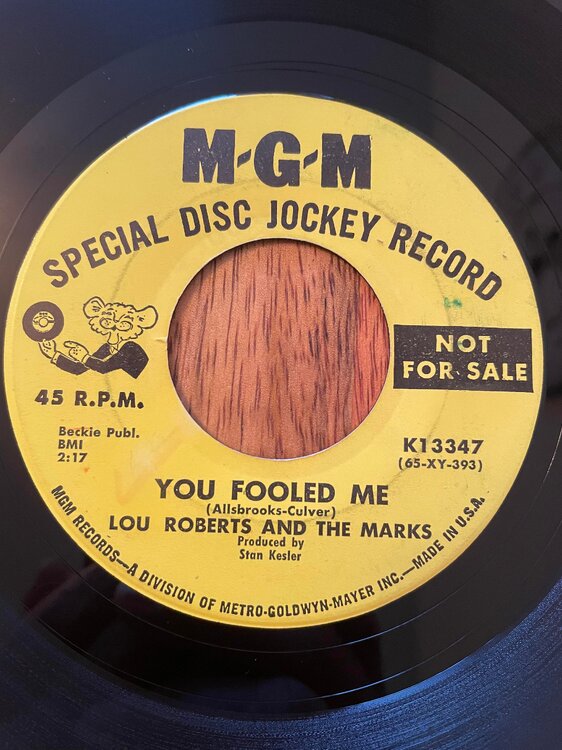 M-G-M
SPECIAL DISC JOCKEY RECORD
NOT
FOR SALE
45 R.P.M.
Beckie Publ.
BMI
2:17
K13347
(65-XY-393)
YOU FOOLED ME
(Allsbrooks-Culver)
LOU ROBERTS AND THE MARKS
Produced by
Stan Kesler
MGM RECORDS—A DIVISION OF METRO-GOLDWYN-MAYER INC.—MADE IN U.S.A.